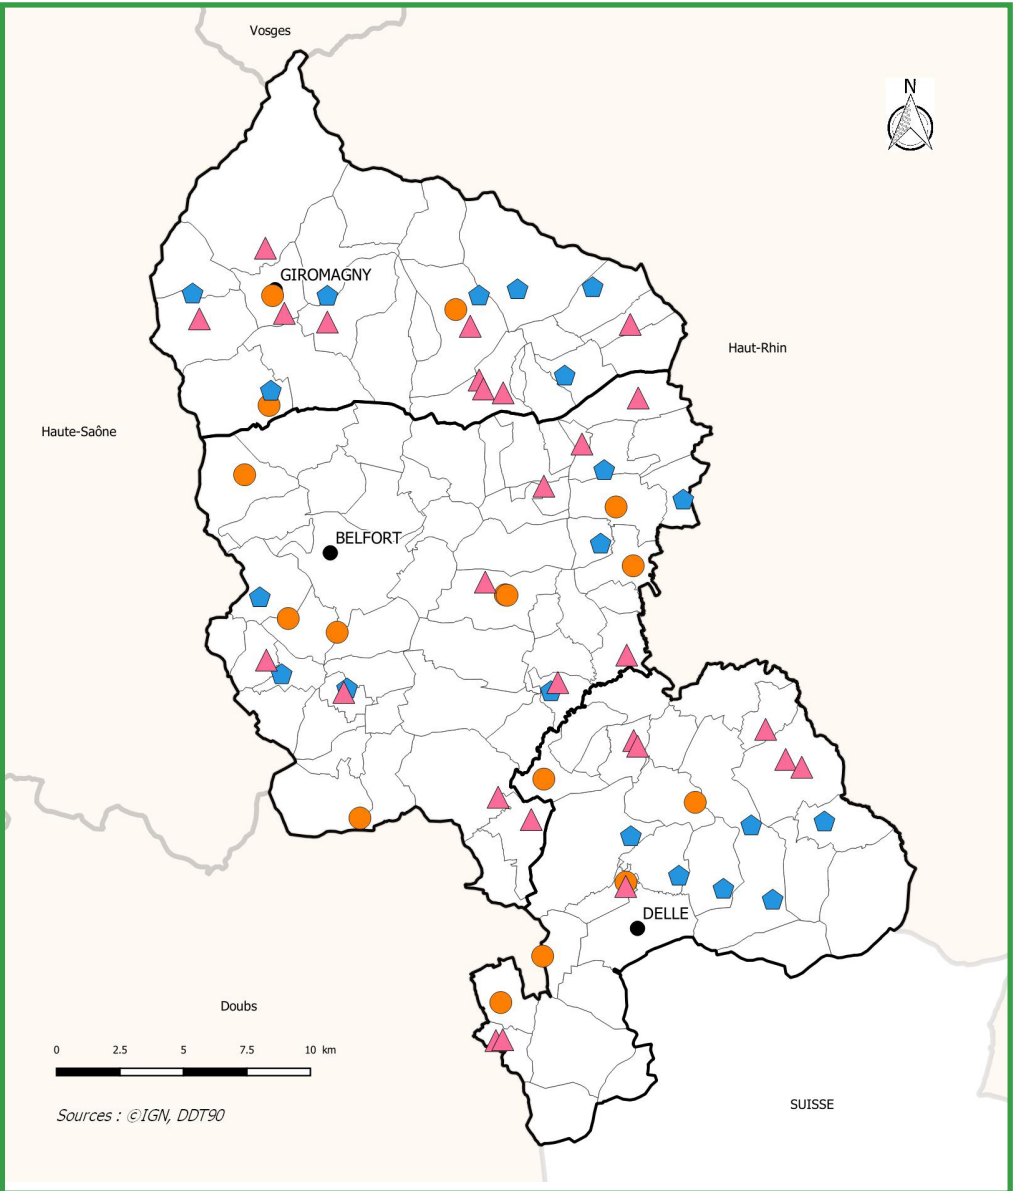 Vosges
N
GIROMAGNY
Haut-Rhin
Haute-Saône
BELFORT
DELLE
Doubs
0 2.5 5 7.5 10 km
SUISSE
Sources : ©IGN, DDT90